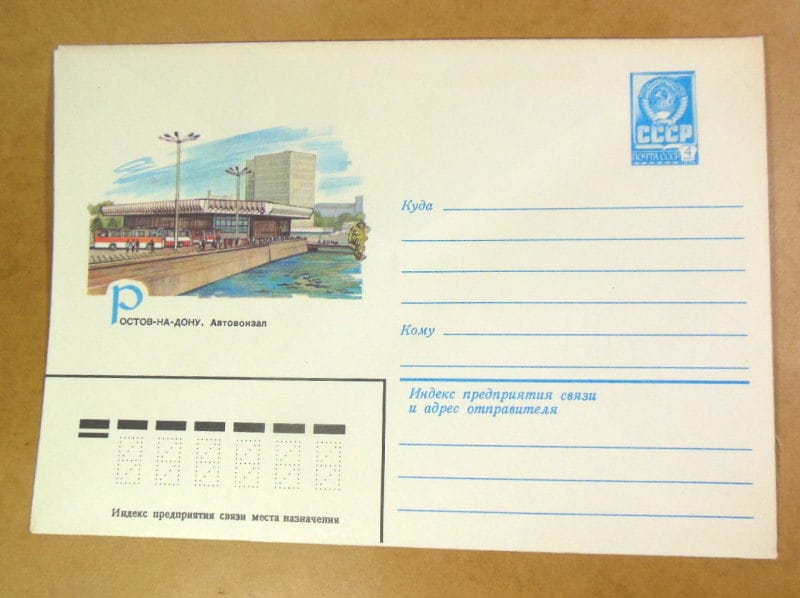 СССР
ПОЧТА СССР 4
Куда
РОСТОВ-НА-ДОНУ. Автовокзал
Кому
Индекс предприятия связи
и адрес отправителя
Индекс предприятия связи места назначения